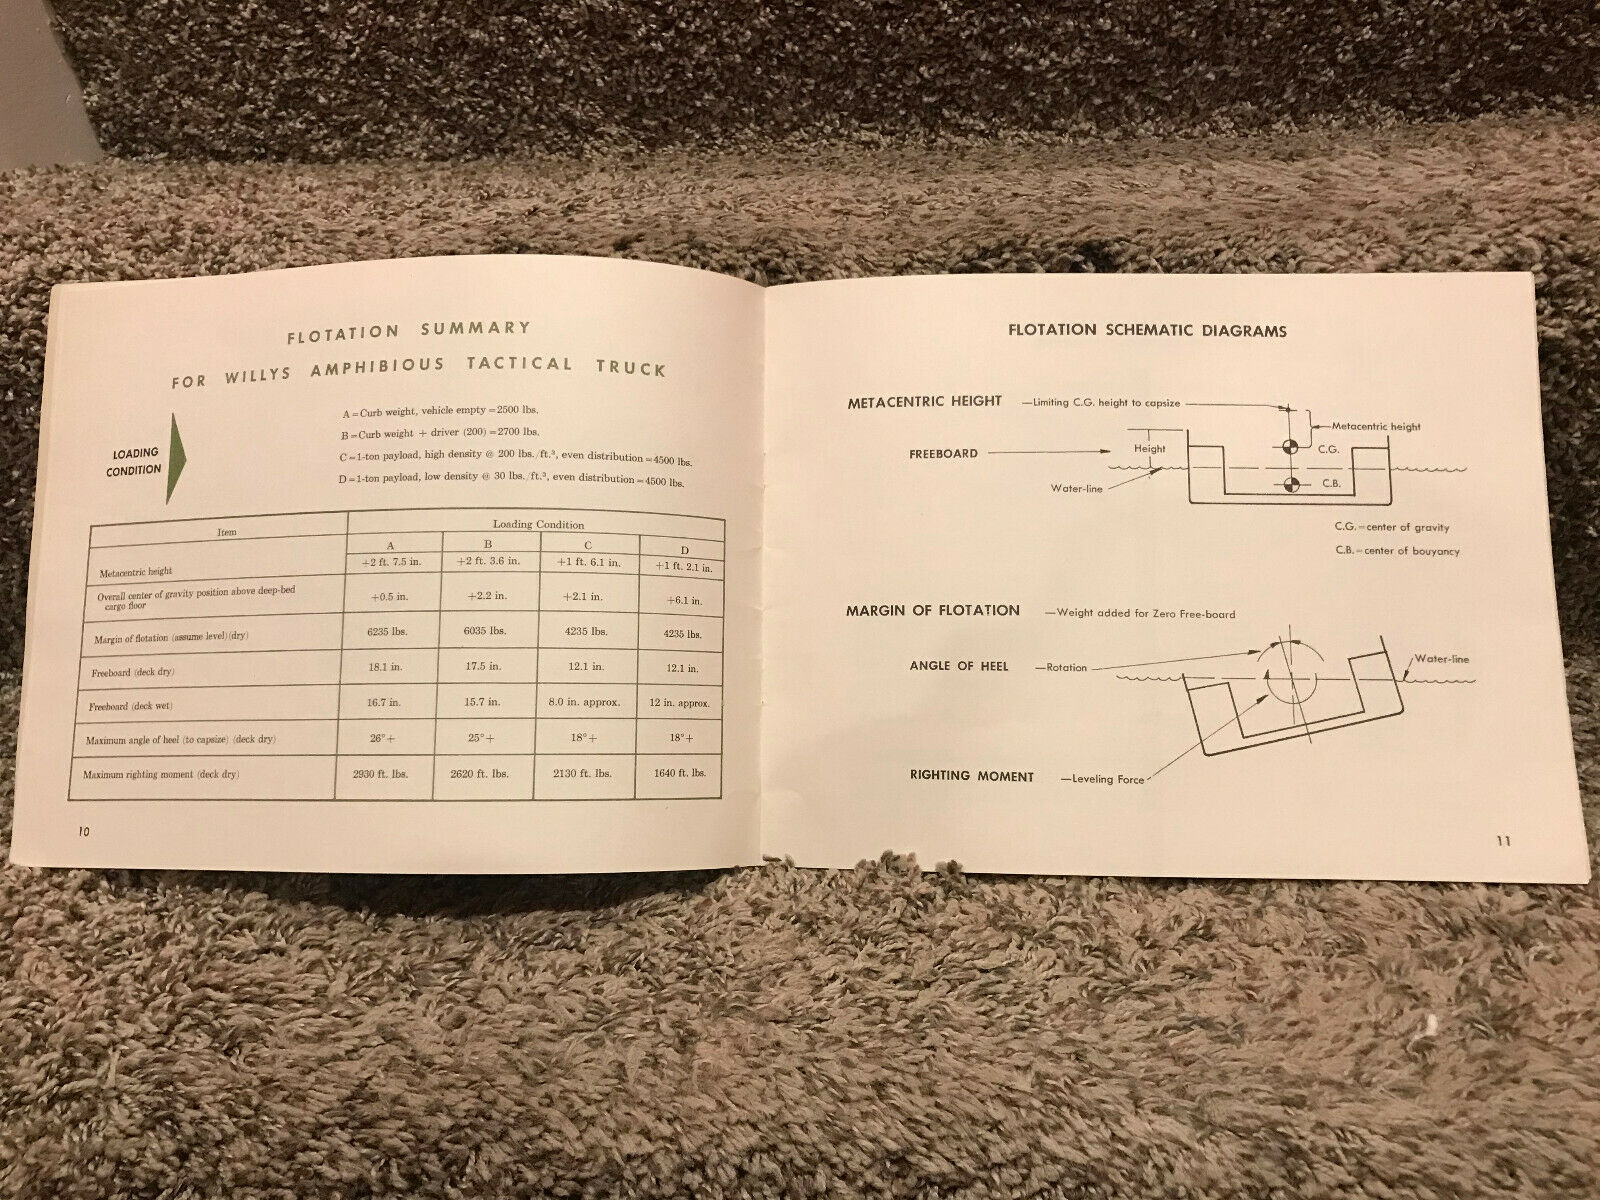 FLOTATION SUMMARY
FOR WILLYS AMPHIBIOUS TACTICAL TRUCK
LOADING
CONDITION
A=Curb weight, vehicle empty=2500 lbs.
B=Curb weight + driver (200)=2700 lbs.
C=1-ton payload, high density @ 200 lbs./ft.³, even distribution=4500 lbs.
D=1-ton payload, low density @ 30 lbs./ft.³, even distribution=4500 lbs.
Item Loading Condition
A B C D
Metacentric height +2 ft. 7.5 in. +2 ft. 3.6 in. +1 ft. 6.1 in. +1 ft. 2.1 in.
Overall center of gravity position above deep-bed
cargo floor +0.5 in. +2.2 in. +2.1 in. +6.1 in.
Margin of flotation (assume level)(dry) 6235 lbs. 6035 lbs. 4235 lbs. 4235 lbs.
Freeboard (deck dry) 18.1 in. 17.5 in. 12.1 in. 12.1 in.
Freeboard (deck wet) 16.7 in. 15.7 in. 8.0 in. approx. 12 in. approx.
Maximum angle of heel (to capsize) (deck dry) 26°+ 25°+ 18°+ 18°+
Maximum righting moment (deck dry) 2930 ft. lbs. 2620 ft. lbs. 2130 ft. lbs. 1640 ft. lbs.
10
FLOTATION SCHEMATIC DIAGRAMS
METACENTRIC HEIGHT —Limiting C.G. height to capsize
Metacentric height
FREEBOARD
Height
C.G.
Water-line
C.B.
C.G.=center of gravity
C.B.=center of bouyancy
MARGIN OF FLOTATION —Weight added for Zero Free-board
ANGLE OF HEEL —Rotation
Water-line
RIGHTING MOMENT —Leveling Force
11